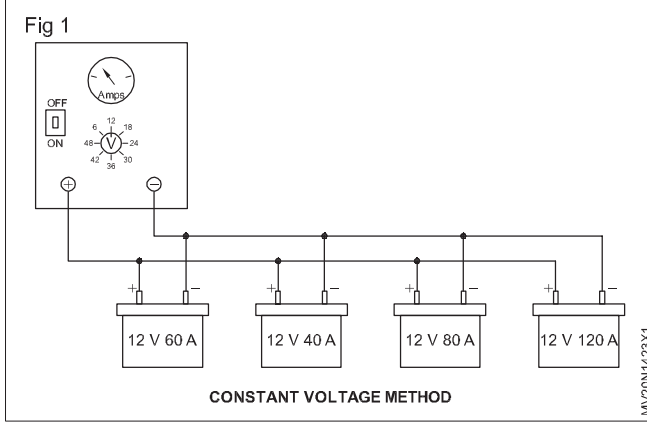 Fig 1
Amps
OFF
ON
12
6 18
48 V 24
42 30
36
+ −
+ − + − + − + −
12 V 60 A 12 V 40 A 12 V 80 A 12 V 120 A
CONSTANT VOLTAGE METHOD
MV20N1423X1